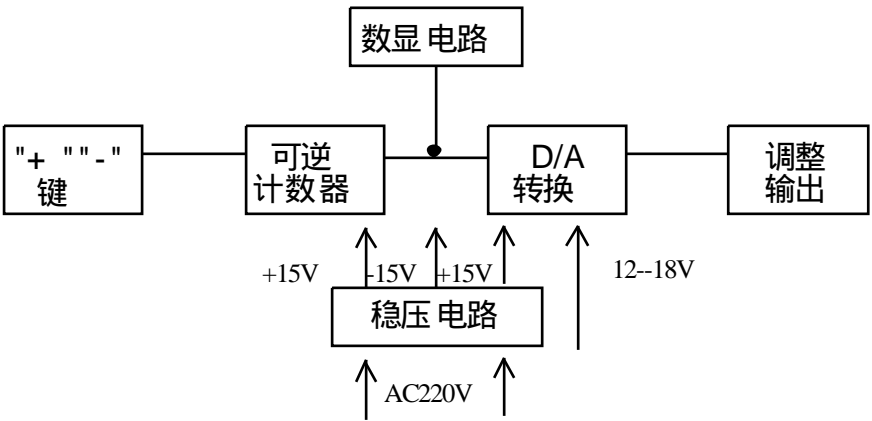 数显电路
"+ ""-"
键
可逆
计数器
D/A
转换
调整
输出
+15V
-15V
+15V
12--18V
稳压电路
AC220V